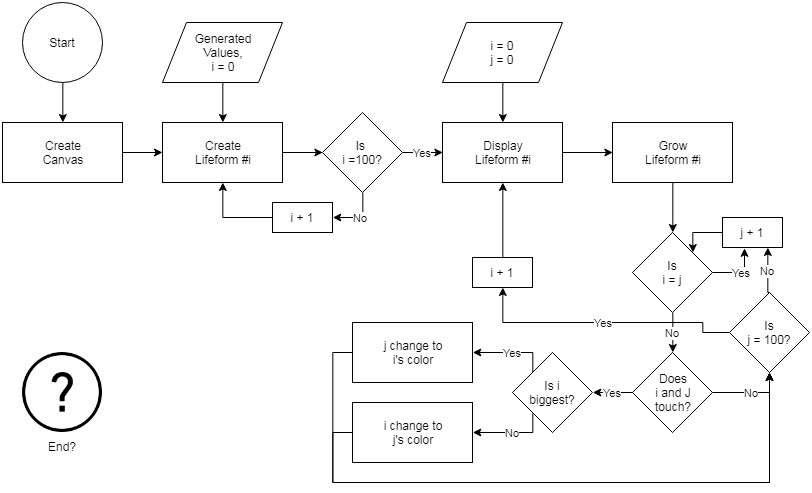 Start
Generated
Values,
i = 0
i = 0
j = 0
Create
Canvas
Create
Lifeform #i
Is
i =100?
Yes
Display
Lifeform #i
Grow
Lifeform #i
i + 1
No
j + 1
Is
i = j
Yes
No
i + 1
Yes
No
Is
j = 100?
j change to
i's color
Yes
Is i
biggest?
Yes
Does
i and J
touch?
No
i change to
j's color
No
?
End?